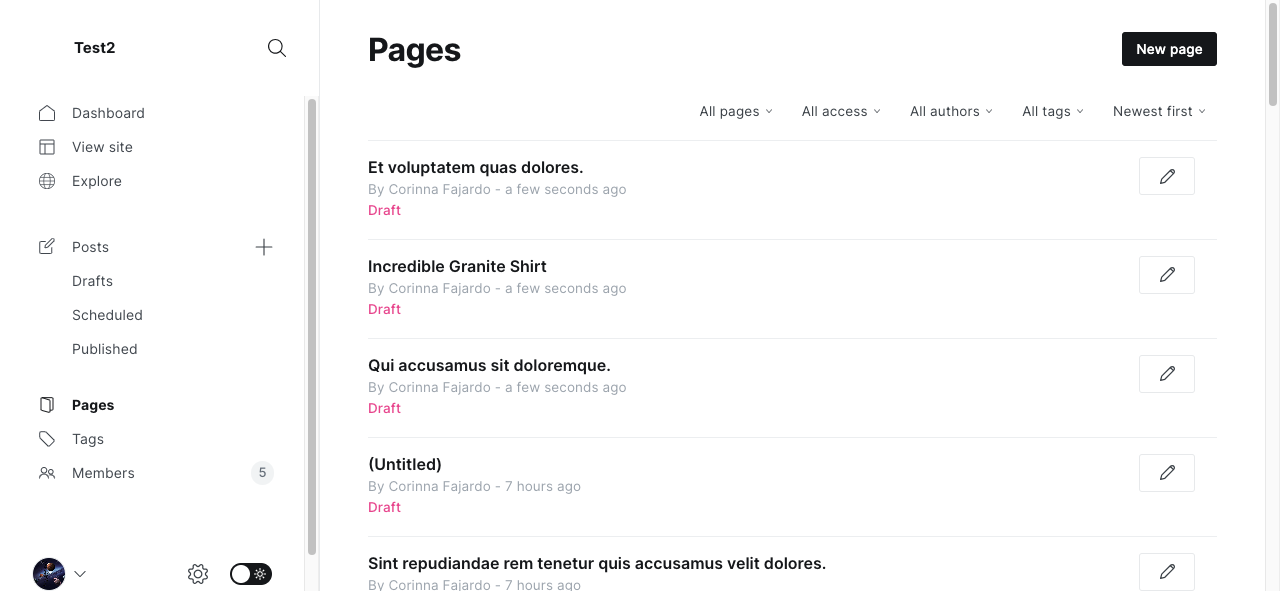 Test2
Dashboard
View site
Explore
Posts
Drafts
Scheduled
Published
Pages
Tags
Members 5
Pages
New page
All pages All access All authors All tags Newest first
Et voluptatem quas dolores.
By Corinna Fajardo - a few seconds ago
Draft
Incredible Granite Shirt
By Corinna Fajardo - a few seconds ago
Draft
Qui accusamus sit doloremque.
By Corinna Fajardo - a few seconds ago
Draft
(Untitled)
By Corinna Fajardo - 7 hours ago
Draft
Sint repudiandae rem tenetur quis accusamus velit dolores.
By Corinna Fajardo - 7 hours ago